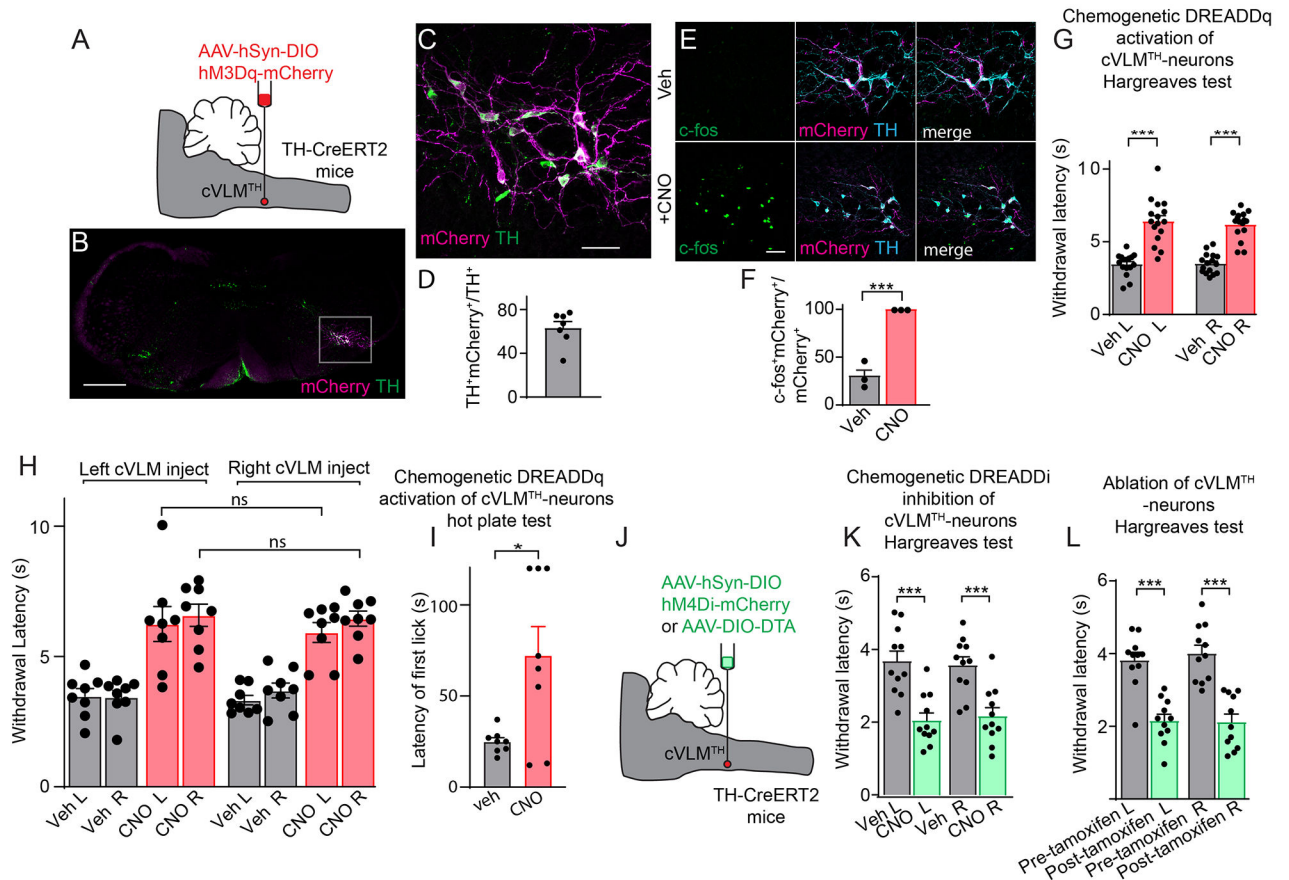 A
AAV-hSyn-DIO
hM3Dq-mCherry
TH-CreERT2
mice
cVLMTH
B
mCherry TH
C
mCherry TH
D
TH+mCherry+/TH+
80
40
0
E
Veh
c-fos
mCherry TH
merge
+CNO
c-fos
mCherry TH
merge
F
c-fos+mCherry+/
mCherry+
***
100
50
0
Veh
CNO
G
Chemogenetic DREADDq
activation of
cVLMTH-neurons
Hargreaves test
Withdrawal latency (s)
*** ***
10
5
0
Veh L
CNO L
Veh R
CNO R
H
Left cVLM inject
Right cVLM inject
ns
ns
Withdrawal Latency (s)
10
5
0
Veh L
Veh R
CNO L
CNO R
Veh L
Veh R
CNO L
CNO R
Chemogenetic DREADDq
activation of cVLMTH-neurons
hot plate test
I
*
Latency of first lick (s)
100
50
0
veh
CNO
J
AAV-hSyn-DIO
hM4Di-mCherry
or AAV-DIO-DTA
cVLMTH
TH-CreERT2
mice
Chemogenetic DREADDi
inhibition of
cVLMTH-neurons
Hargreaves test
K
Withdrawal latency (s)
*** ***
6
4
2
0
Veh L
CNO L
Veh R
CNO R
Ablation of cVLMTH
-neurons
Hargreaves test
L
Withdrawal latency (s)
*** ***
6
4
2
Pre-tamoxifen L
Post-tamoxifen L
Pre-tamoxifen R
Post-tamoxifen R